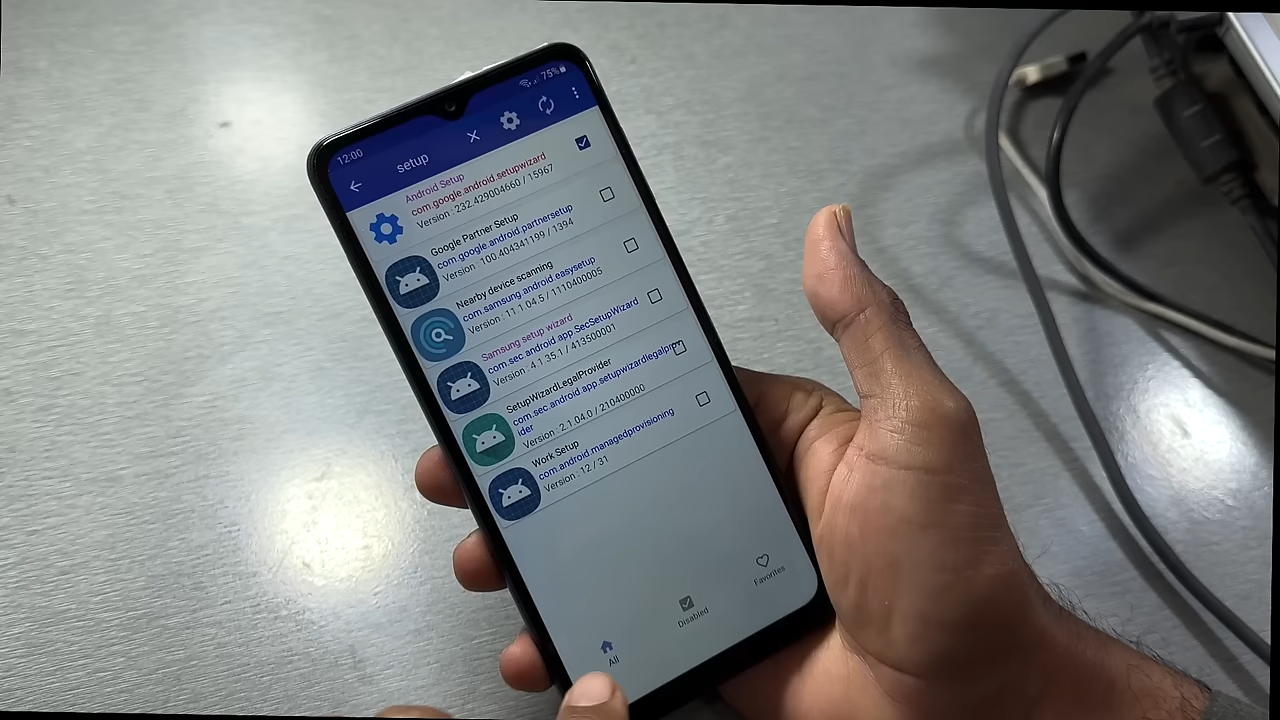 12:00
75%
setup
Android Setup
com.google.android.setupwizard
Version : 232.429004660 / 15967
Google Partner Setup
com.google.android.partnersetup
Version : 100.404341199 / 1394
Nearby device scanning
com.samsung.android.easysetup
Version : 11.1.04.5 / 1110400005
Samsung setup wizard
com.sec.android.app.SecSetupWizard
Version : 4.1.35.1 / 413500001
SetupWizardLegalProvider
com.sec.android.app.setupwizardlegalprov
ider
Version : 2.1.04.0 / 210400000
Work Setup
com.android.managedprovisioning
Version : 12 / 31
All
Disabled
Favorites